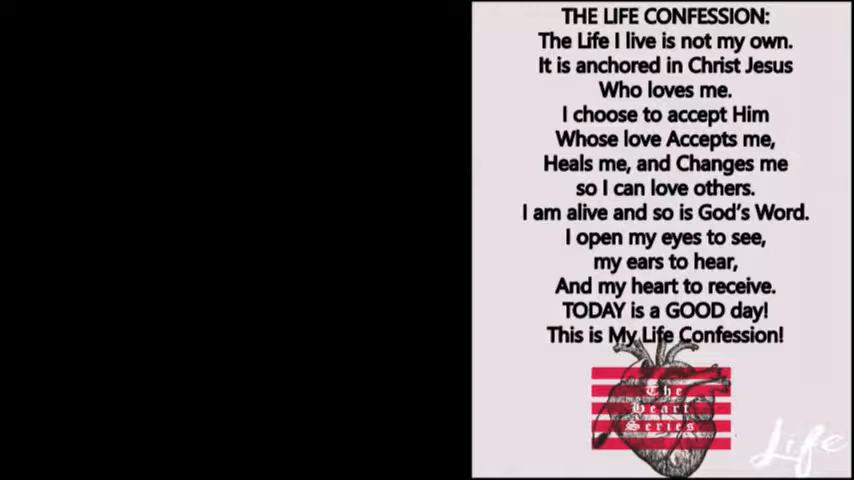 THE LIFE CONFESSION:
The Life I live is not my own.
It is anchored in Christ Jesus
Who loves me.
I choose to accept Him
Whose love Accepts me,
Heals me, and Changes me
so I can love others.
I am alive and so is God's Word.
I open my eyes to see,
my ears to hear,
And my heart to receive.
TODAY is a GOOD day!
This is My Life Confession!
The
Heart
Series
Life